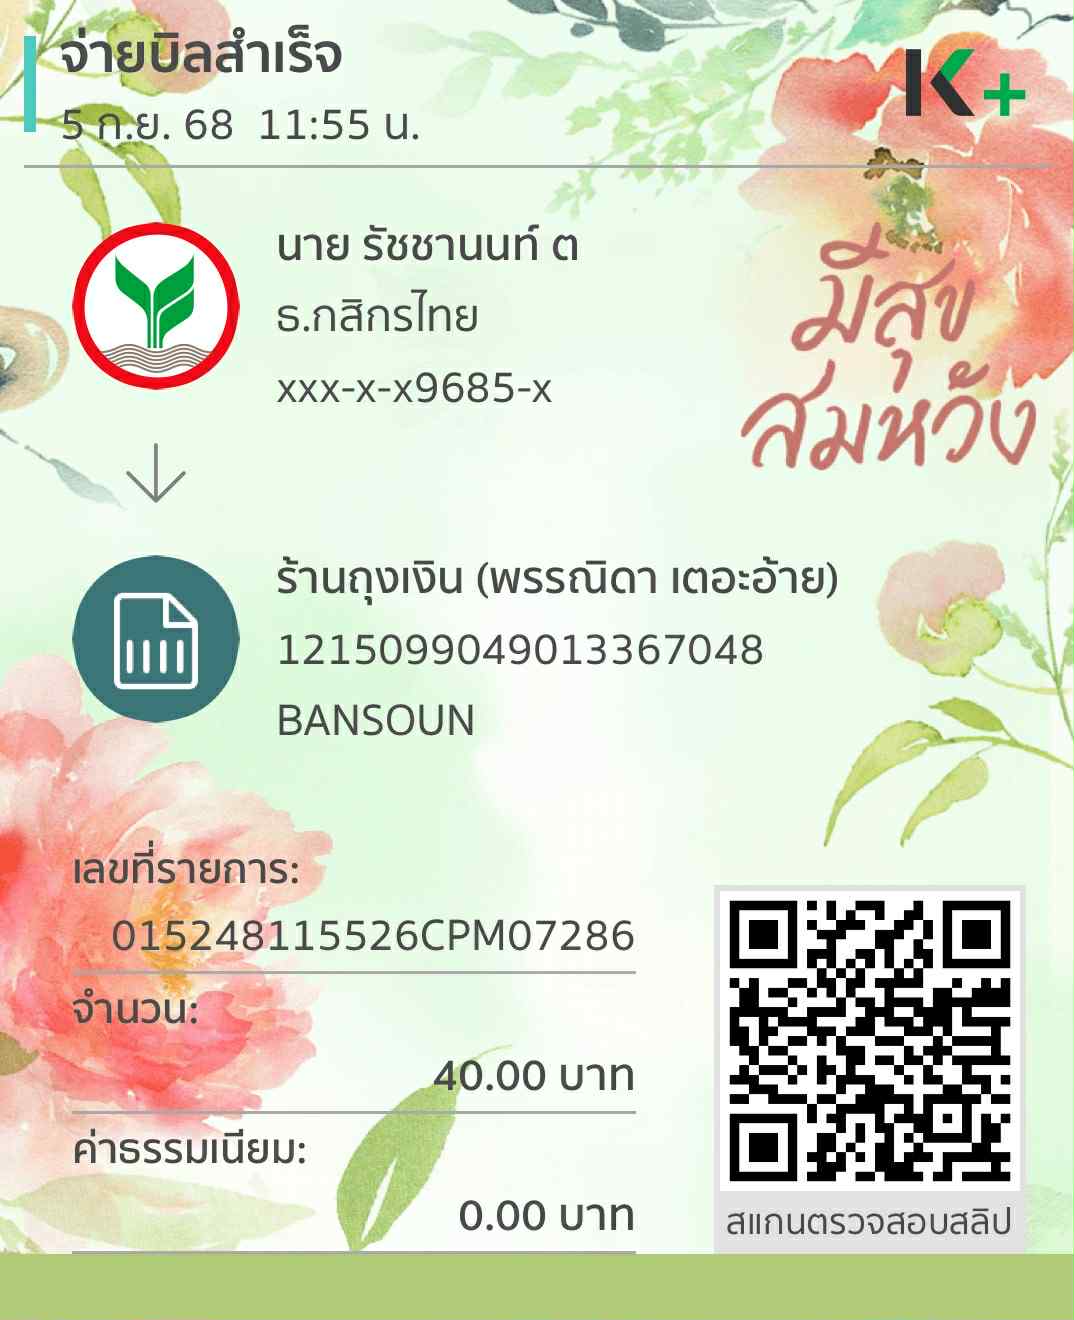 จ่ายบิลสำเร็จ
5 ก.ย. 68 11:55 น.
K+
นาย รัชชานนท์ ต
ธ.กสิกรไทย
xxx-x-x9685-x
มีสุข
สมหวัง
ร้านถุงเงิน (พรรณิดา เตอะอ้าย)
1215099049013367048
BANSOUN
เลขที่รายการ:
015248115526CPM07286
จำนวน:
40.00 บาท
ค่าธรรมเนียม:
0.00 บาท
สแกนตรวจสอบสลิป